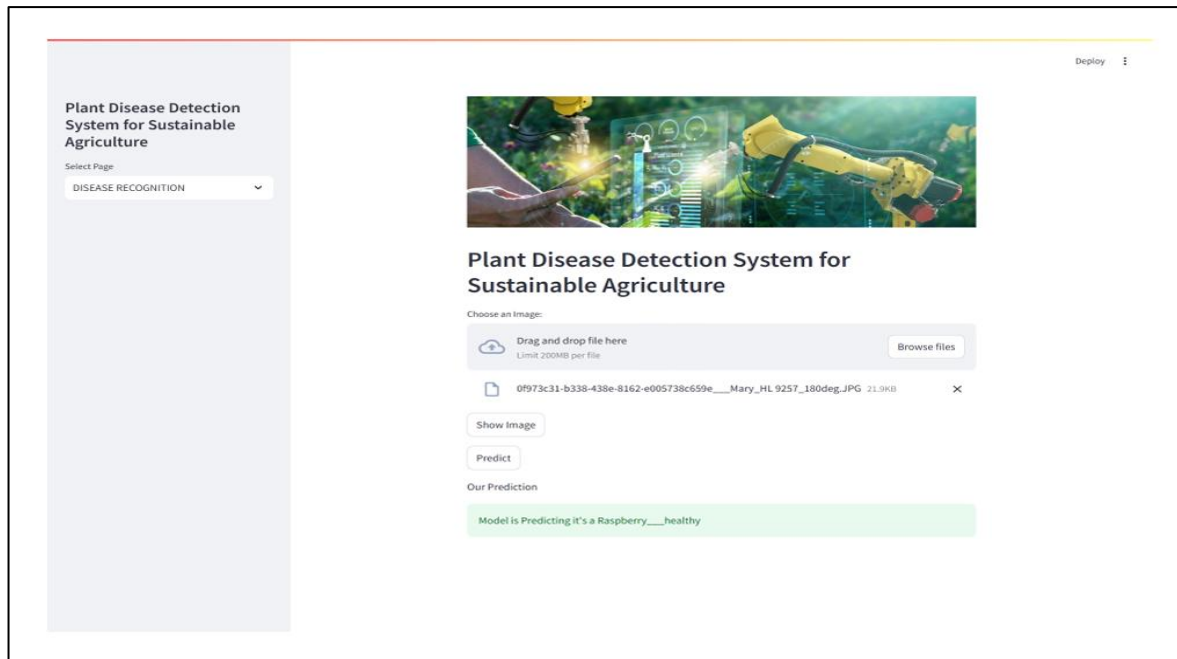 Deploy
Plant Disease Detection
System for Sustainable
Agriculture
Select Page
DISEASE RECOGNITION
Plant Disease Detection System for
Sustainable Agriculture
Choose an Image:
Drag and drop file here
Limit 200MB per file
Browse files
0f973c31-b338-438e-8162-e005738c659e___Mary_HL 9257_180deg.JPG 21.9KB
Show Image
Predict
Our Prediction
Model is Predicting it's a Raspberry___healthy